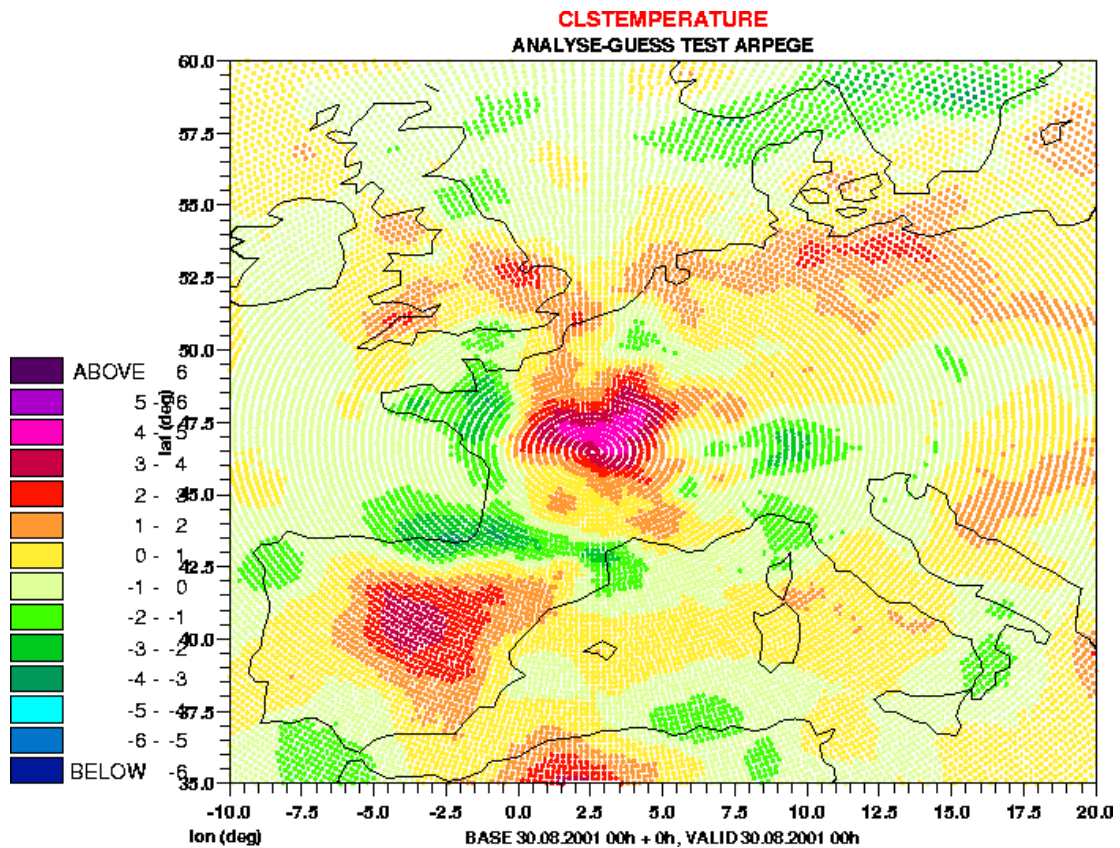 CLSTEMPERATURE
ANALYSE-GUESS TEST ARPEGE
60.0
57.5
55.0
52.5
50.0
47.5
45.0
42.5
40.0
37.5
35.0
lat (deg)
ABOVE 6
5 - 6
4 - 5
3 - 4
2 - 3
1 - 2
0 - 1
-1 - 0
-2 - -1
-3 - -2
-4 - -3
-5 - -4
-6 - -5
BELOW -6
-10.0 -7.5 -5.0 -2.5 0.0 2.5 5.0 7.5 10.0 12.5 15.0 17.5 20.0
lon (deg)
BASE 30.08.2001 00h + 0h, VALID 30.08.2001 00h